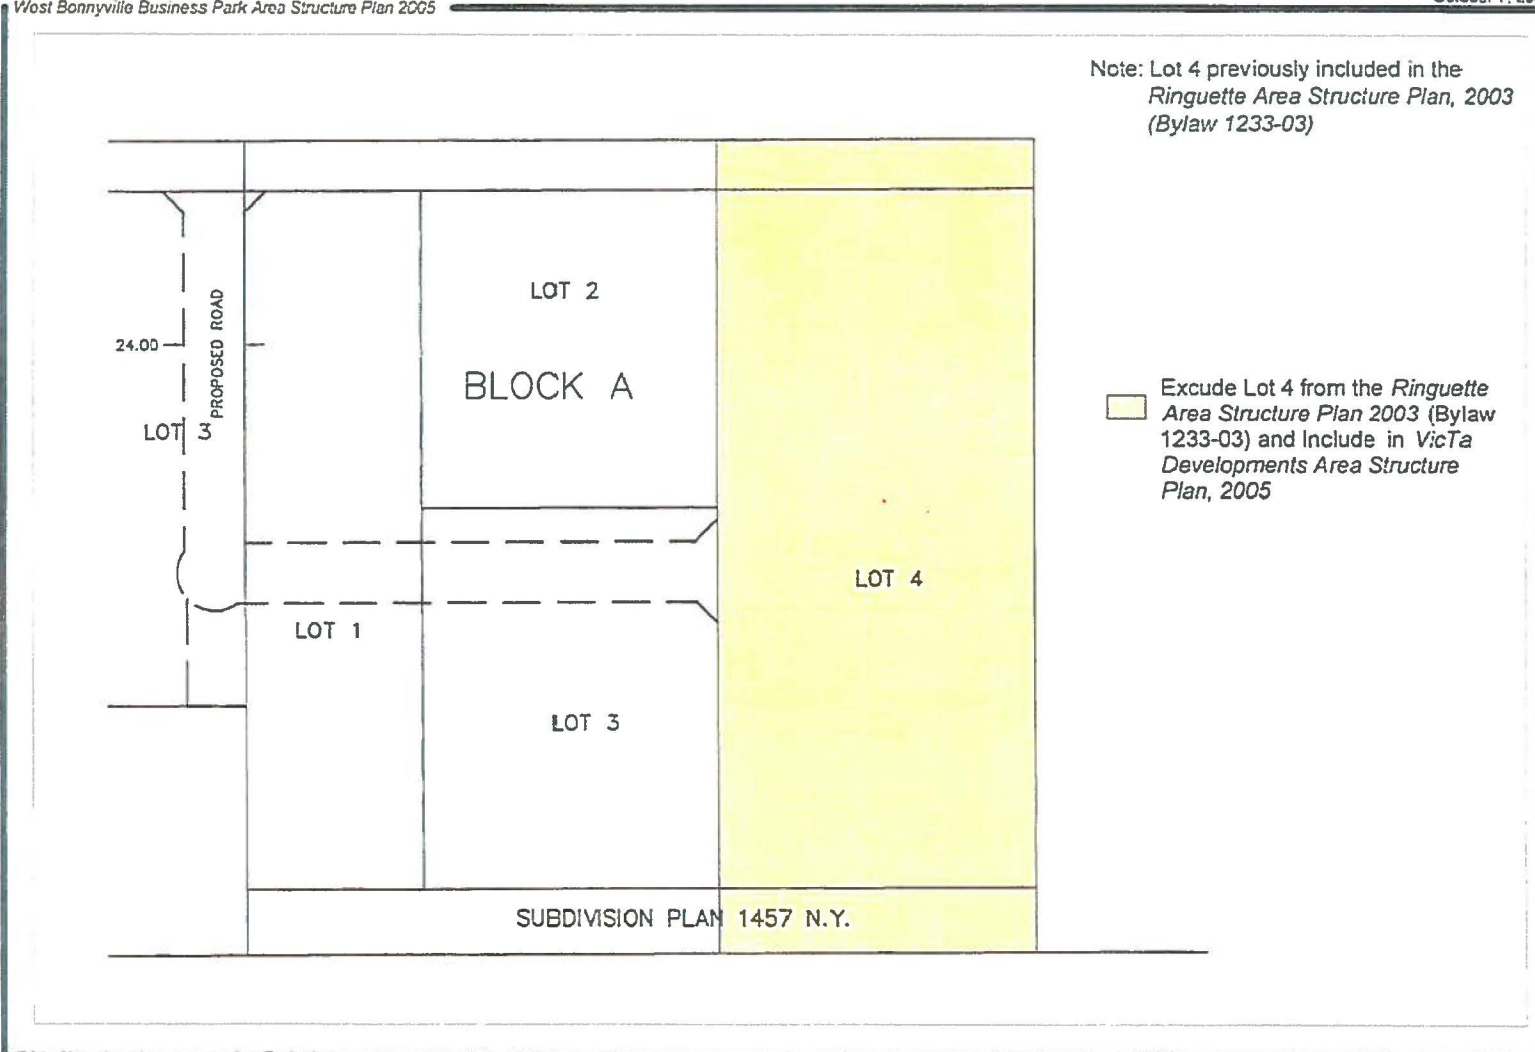 West Bonnyville Business Park Area Structure Plan 2005
Note: Lot 4 previously included in the
Ringuette Area Structure Plan, 2003
(Bylaw 1233-03)
LOT 2
PROPOSED ROAD
24.00
BLOCK A
LOT 3
Excude Lot 4 from the Ringuette
Area Structure Plan 2003 (Bylaw
1233-03) and Include in VicTa
Developments Area Structure
Plan, 2005
LOT 4
LOT 1
LOT 3
SUBDIVISION PLAN 1457 N.Y.